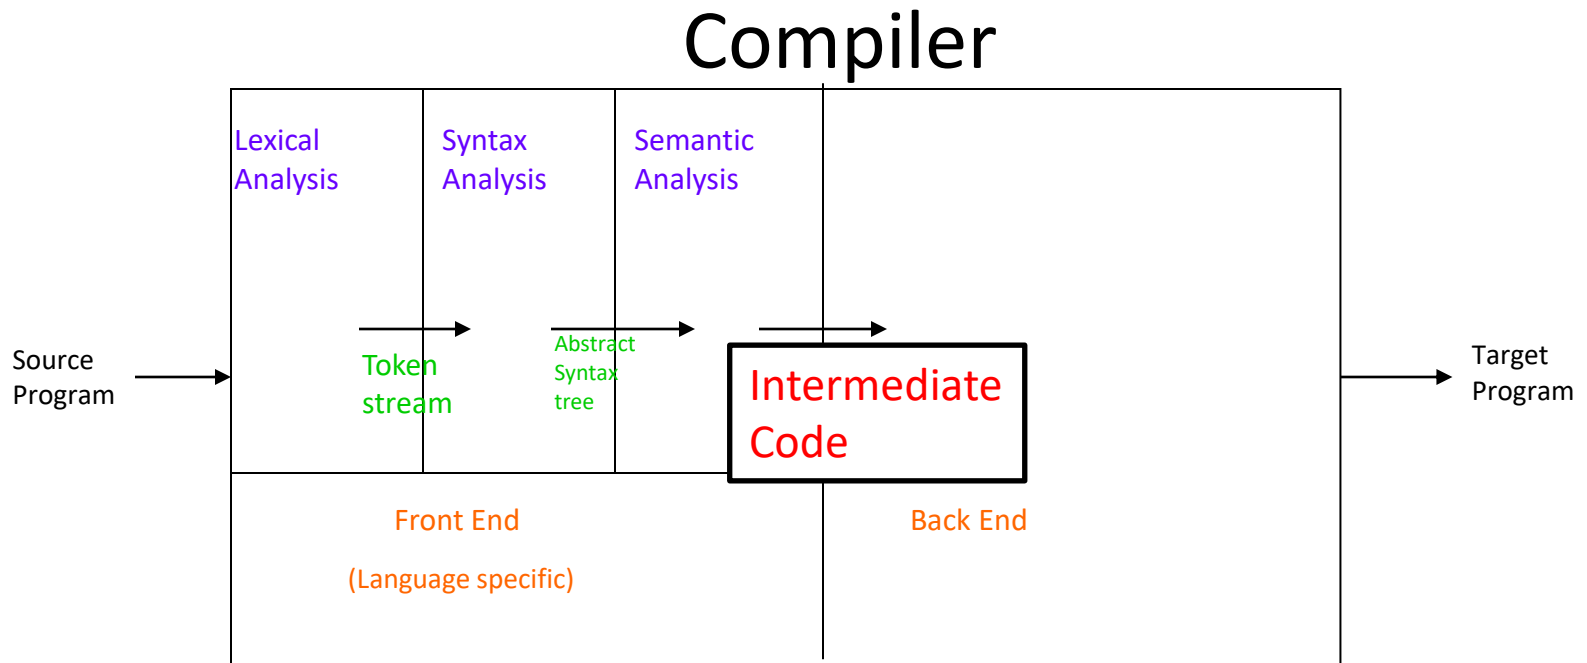 Compiler
Lexical
Analysis
Syntax
Analysis
Semantic
Analysis
Source
Program
Token
stream
Abstract
Syntax
tree
Intermediate
Code
Target
Program
Front End
(Language specific)
Back End